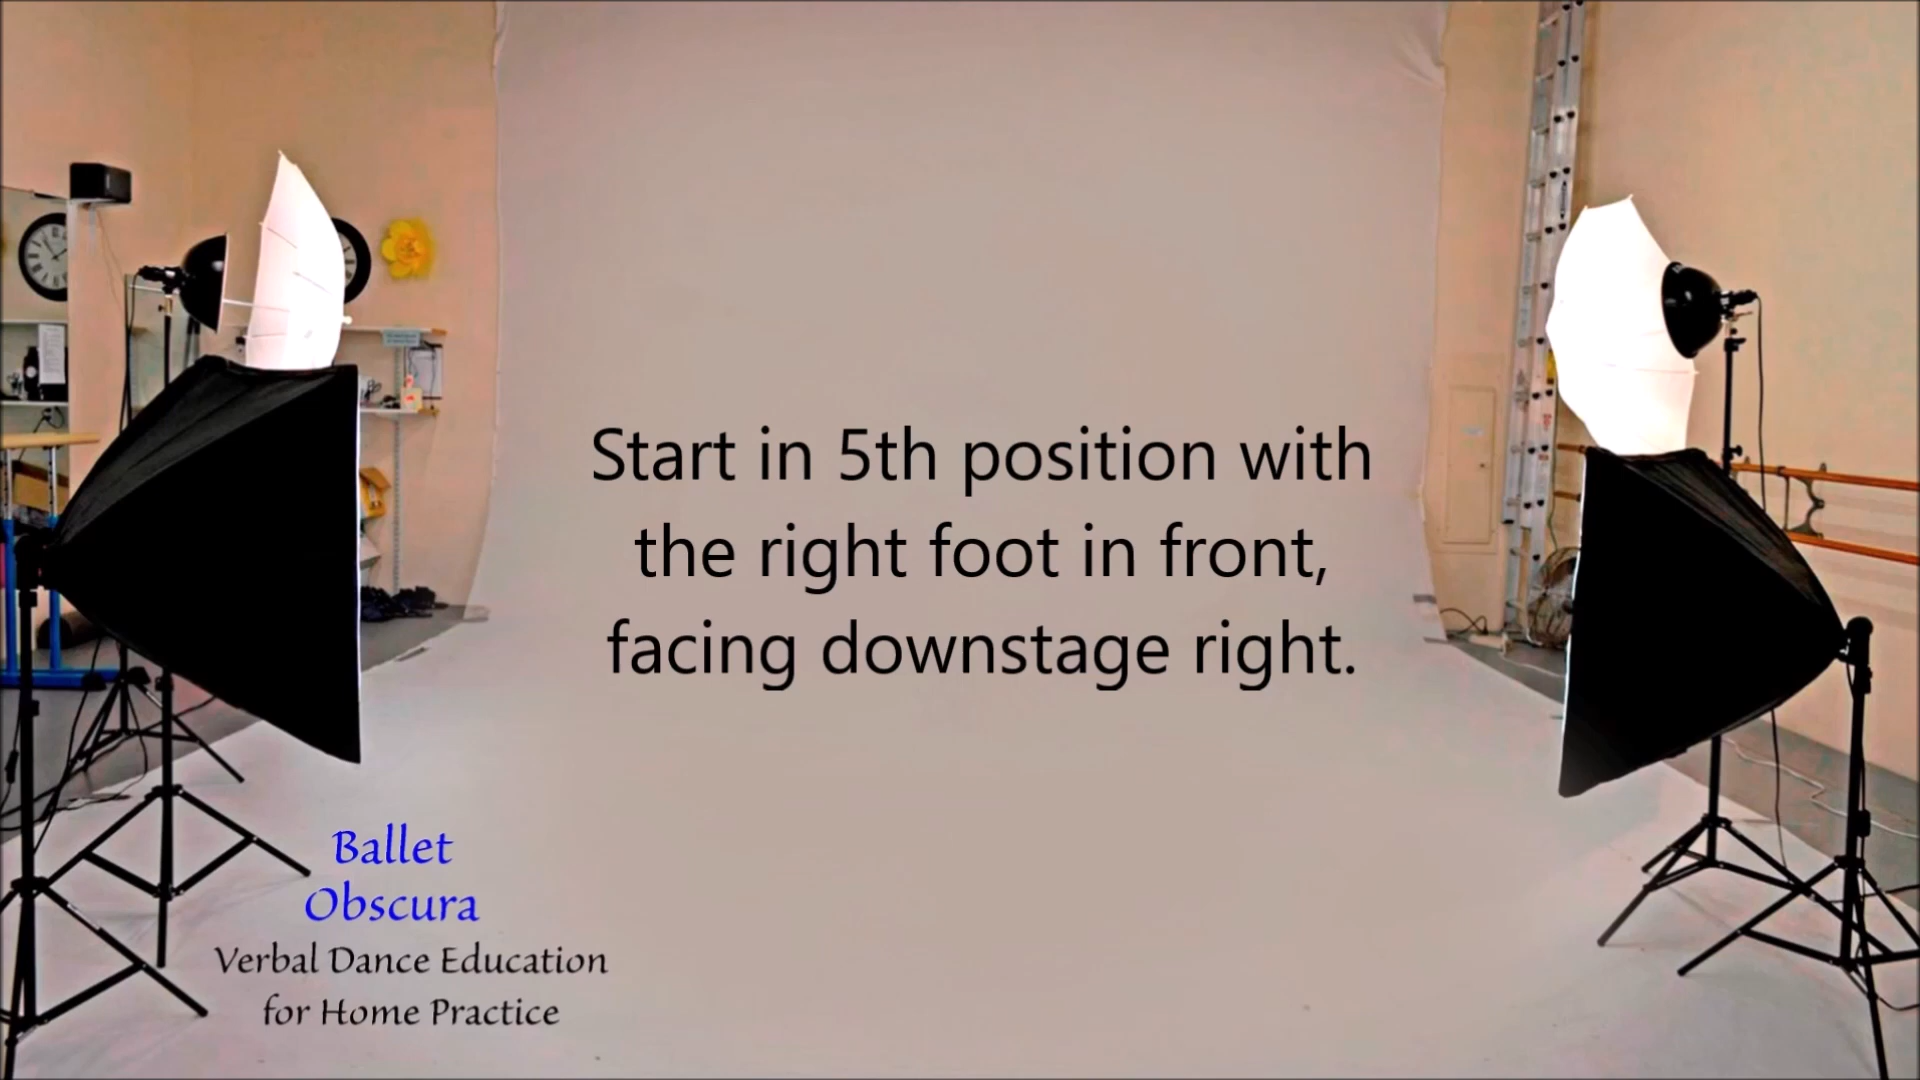 Start in 5th position with
the right foot in front,
facing downstage right.
Ballet
Obscura
Verbal Dance Education
for Home Practice